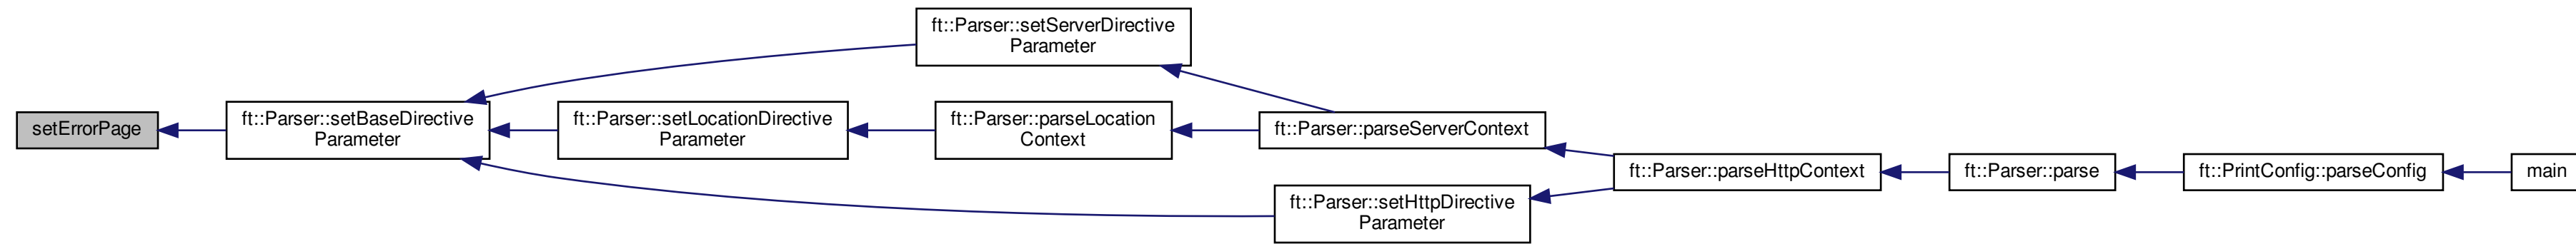 setErrorPage
ft::Parser::setBaseDirective
Parameter
ft::Parser::setServerDirective
Parameter
ft::Parser::setLocationDirective
Parameter
ft::Parser::parseLocation
Context
ft::Parser::parseServerContext
ft::Parser::setHttpDirective
Parameter
ft::Parser::parseHttpContext
ft::Parser::parse
ft::PrintConfig::parseConfig
main